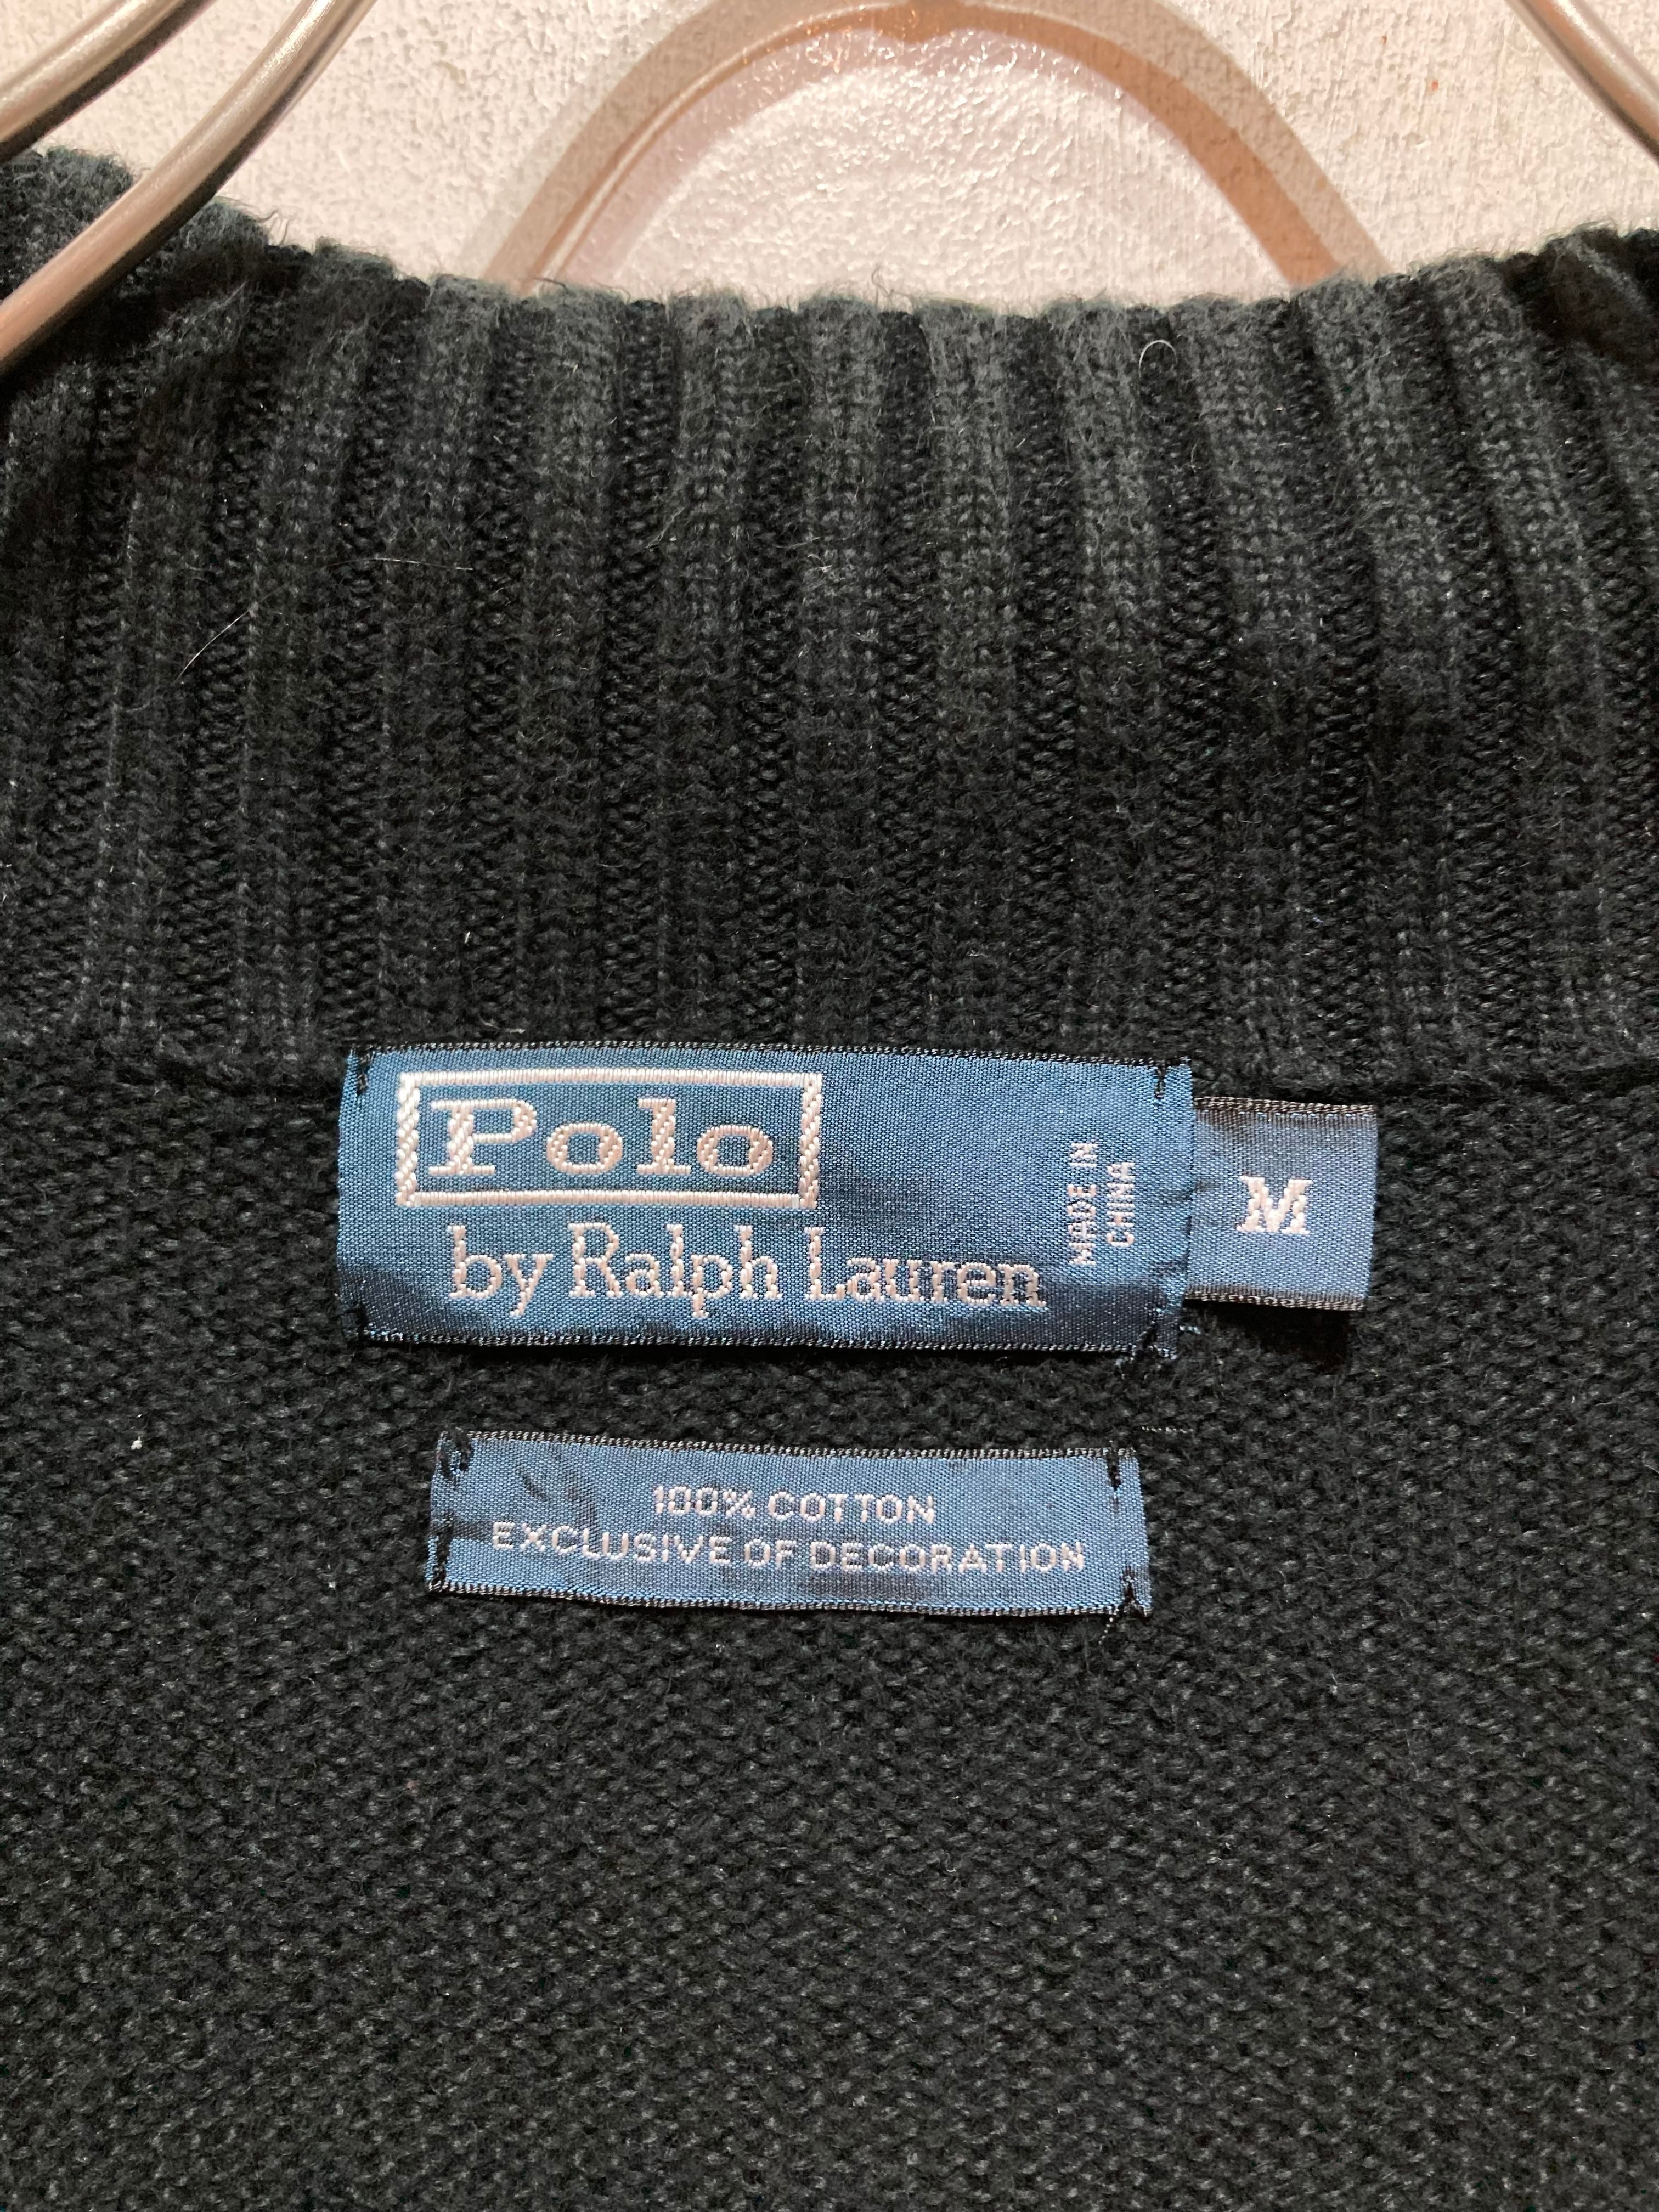 Polo
by Ralph Lauren
MADE IN
CHINA
M
100% COTTON
EXCLUSIVE OF DECORATION